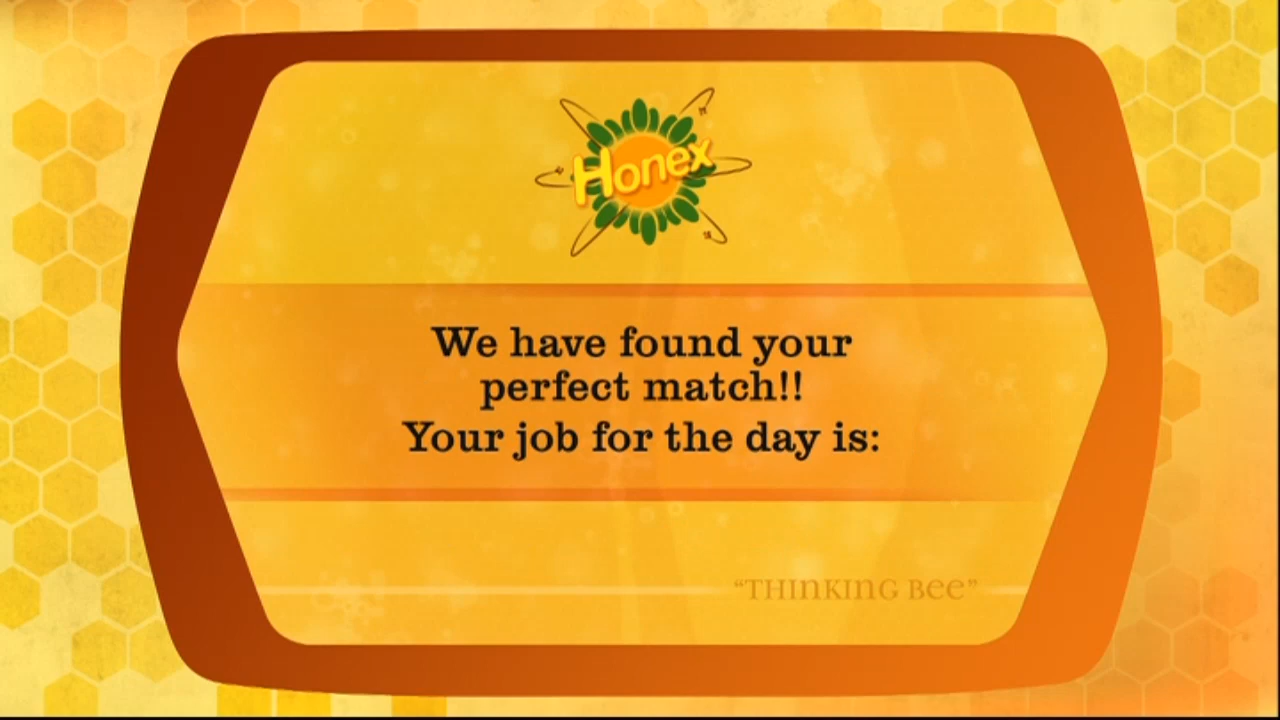 Honex
We have found your
perfect match!!
Your job for the day is:
“THINKING BEE”